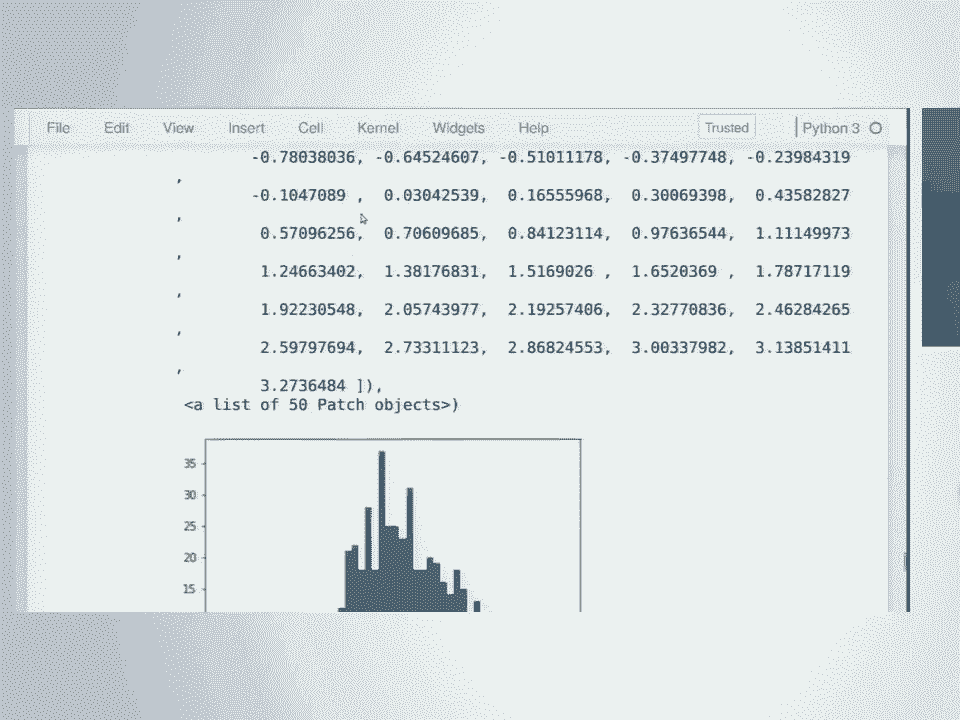 File Edit View Insert Cell Kernel Widgets Help Trusted Python 3
-0.78038036, -0.64524607, -0.51011178, -0.37497748, -0.23984319
,
-0.1047089 , 0.03042539, 0.16555968, 0.30069398, 0.43582827
,
0.57096256, 0.70609685, 0.84123114, 0.97636544, 1.11149973
,
1.24663402, 1.38176831, 1.5169026 , 1.6520369 , 1.78717119
,
1.92230548, 2.05743977, 2.19257406, 2.32770836, 2.46284265
,
2.59797694, 2.73311123, 2.86824553, 3.00337982, 3.13851411
,
3.2736484 ]),
<a list of 50 Patch objects>)
35
30
25
20
15